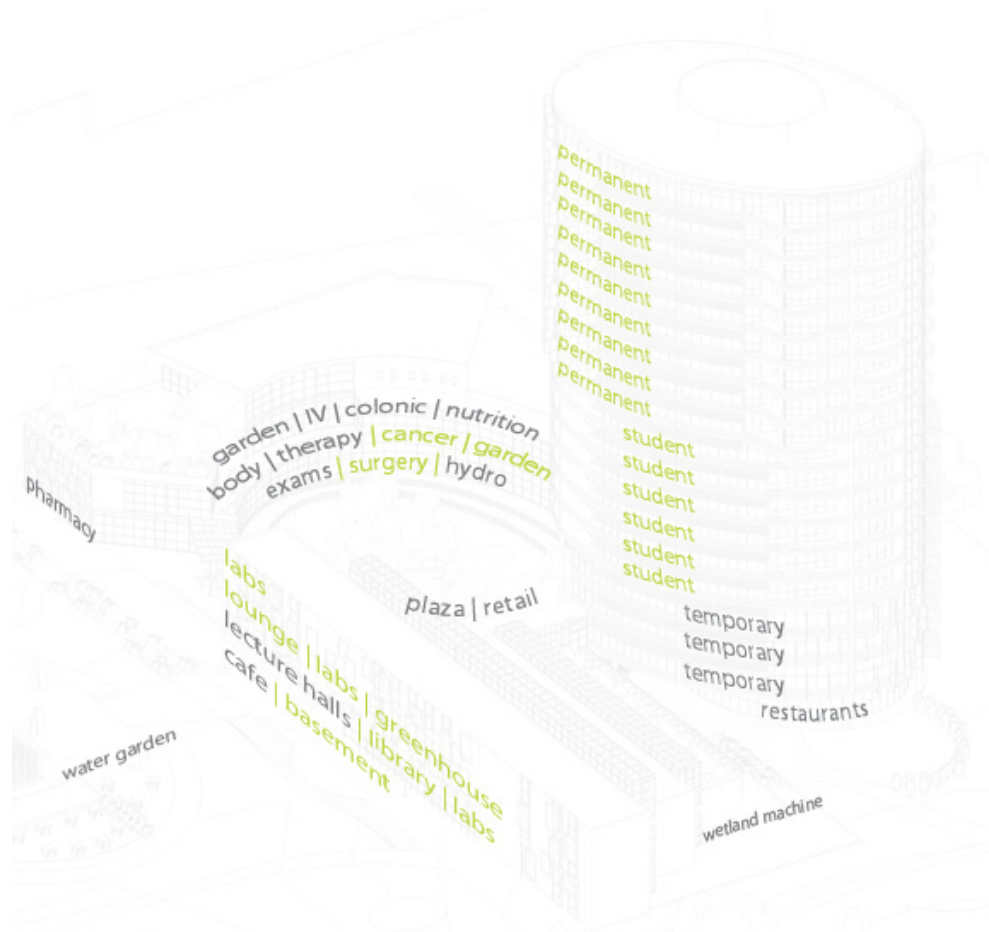 permanent
permanent
permanent
permanent
permanent
permanent
permanent
permanent
permanent
student
student
student
student
student
student
temporary
temporary
temporary
restaurants
garden | IV | colonic | nutrition
body | therapy | cancer | garden
exams | surgery | hydro
pharmacy
plaza | retail
labs
lounge | labs | greenhouse
lecture halls | library | labs
cafe | basement
water garden
wetland machine